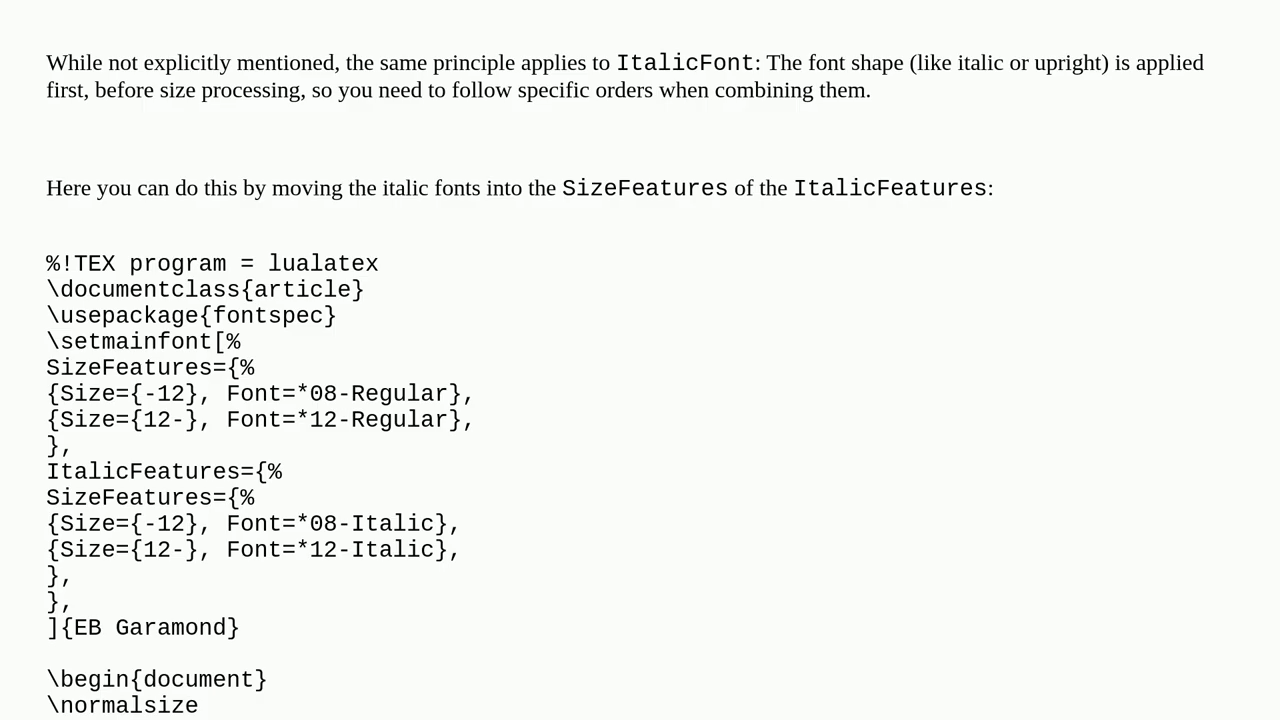 While not explicitly mentioned, the same principle applies to ItalicFont: The font shape (like italic or upright) is applied
first, before size processing, so you need to follow specific orders when combining them.
Here you can do this by moving the italic fonts into the SizeFeatures of the ItalicFeatures:
%!TEX program = lualatex
\documentclass{article}
\usepackage{fontspec}
\setmainfont[%
SizeFeatures={%
{Size={-12}, Font=*08-Regular},
{Size={12-}, Font=*12-Regular},
},
ItalicFeatures={%
SizeFeatures={%
{Size={-12}, Font=*08-Italic},
{Size={12-}, Font=*12-Italic},
},
},
]{EB Garamond}
\begin{document}
\normalsize